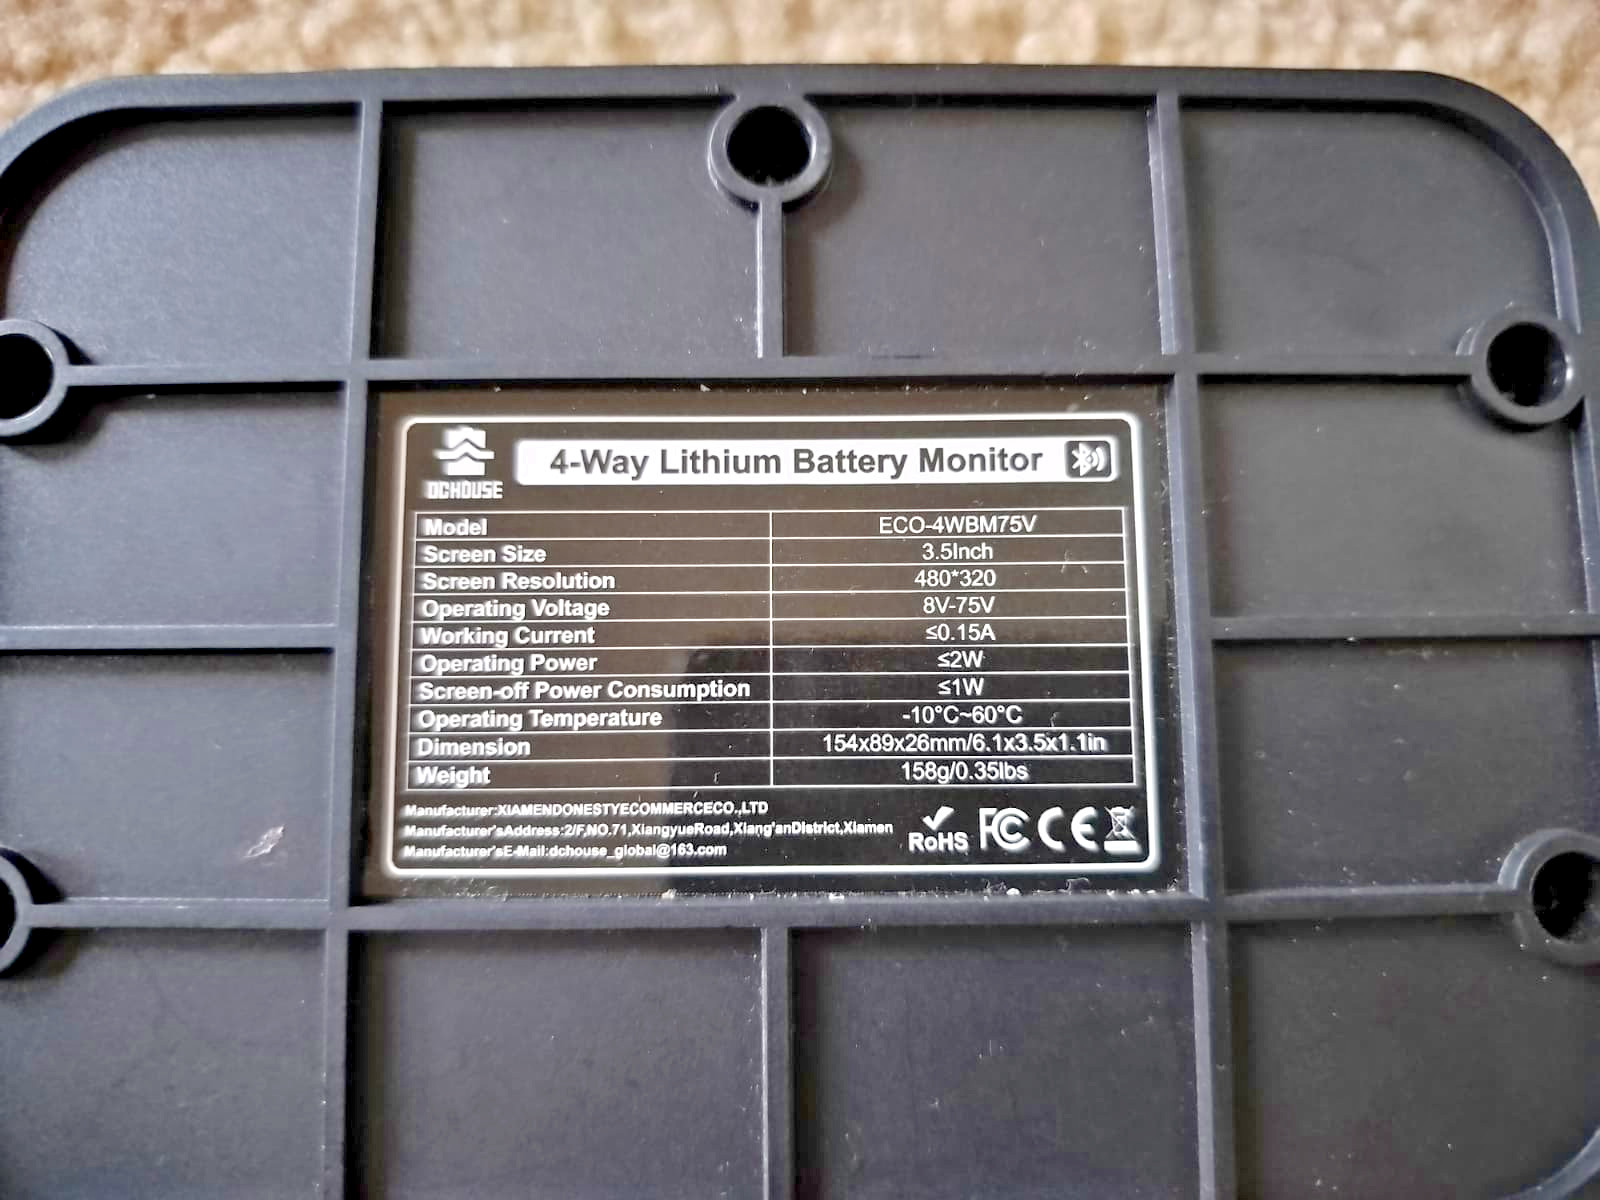 DCHOUSE
4-Way Lithium Battery Monitor
Model ECO-4WBM75V
Screen Size 3.5Inch
Screen Resolution 480*320
Operating Voltage 8V-75V
Working Current ≤0.15A
Operating Power ≤2W
Screen-off Power Consumption ≤1W
Operating Temperature -10°C~60°C
Dimension 154x89x26mm/6.1x3.5x1.1in
Weight 158g/0.35lbs
Manufacturer:XIAMENDONESTYECOMMERCECO.,LTD
Manufacturer'sAddress:2/F,NO.71,XiangyueRoad,Xiang'anDistrict,Xiamen
Manufacturer'sE-Mail:dchouse_global@163.com
RoHS FC CE